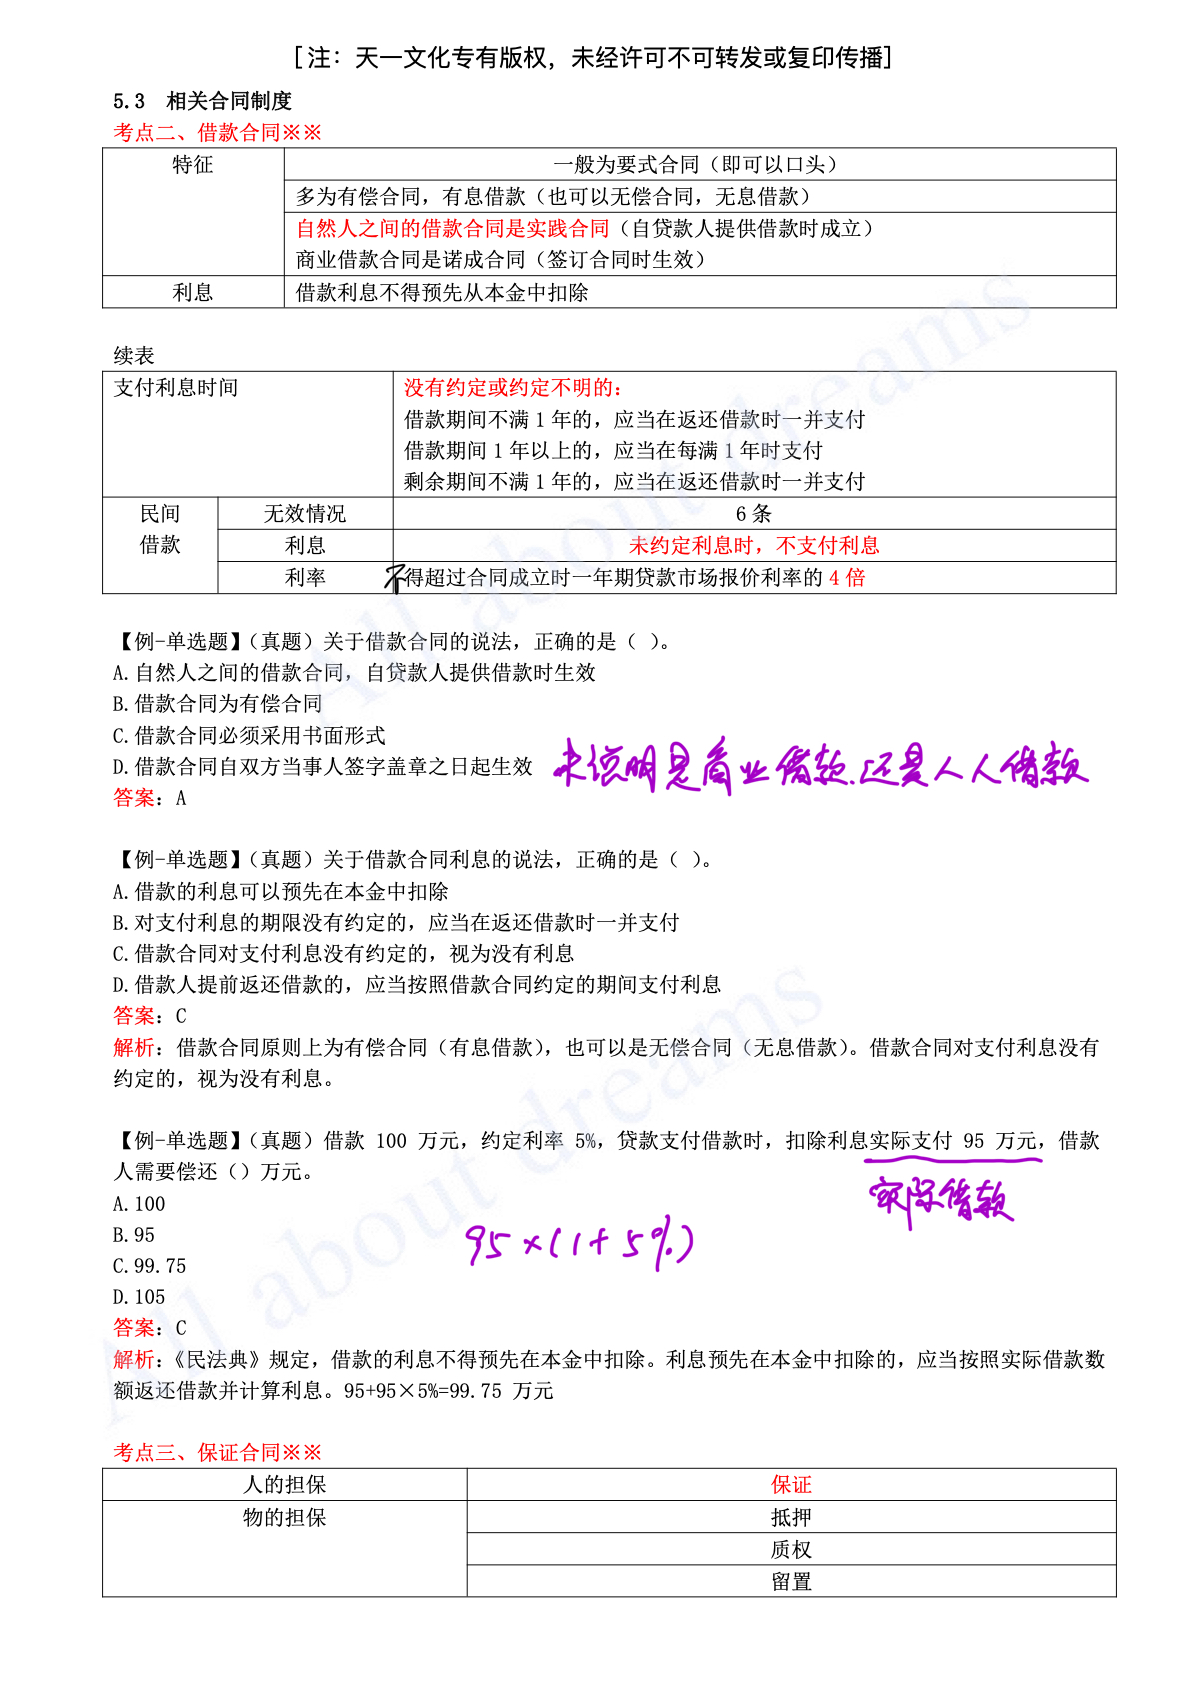 [注：天一文化专有版权，未经许可不可转发或复印传播]
5.3 相关合同制度
考点二、借款合同※※
特征
一般为要式合同（即可以口头）
多为有偿合同，有息借款（也可以无偿合同，无息借款）
自然人之间的借款合同是实践合同（自贷款人提供借款时成立）
商业借款合同是诺成合同（签订合同时生效）
利息
借款利息不得预先从本金中扣除
续表
支付利息时间
没有约定或约定不明的：
借款期间不满 1 年的，应当在返还借款时一并支付
借款期间 1 年以上的，应当在每满 1 年时支付
剩余期间不满 1 年的，应当在返还借款时一并支付
民间
借款
无效情况
6 条
利息
未约定利息时，不支付利息
利率
不得超过合同成立时一年期贷款市场报价利率的 4 倍
【例-单选题】（真题）关于借款合同的说法，正确的是（ ）。
A.自然人之间的借款合同，自贷款人提供借款时生效
B.借款合同为有偿合同
C.借款合同必须采用书面形式
D.借款合同自双方当事人签字盖章之日起生效
未说明是商业借款.还是人人借款
答案：A
【例-单选题】（真题）关于借款合同利息的说法，正确的是（ ）。
A.借款的利息可以预先在本金中扣除
B.对支付利息的期限没有约定的，应当在返还借款时一并支付
C.借款合同对支付利息没有约定的，视为没有利息
D.借款人提前返还借款的，应当按照借款合同约定的期间支付利息
答案：C
解析：借款合同原则上为有偿合同（有息借款），也可以是无偿合同（无息借款）。借款合同对支付利息没有
约定的，视为没有利息。
【例-单选题】（真题）借款 100 万元，约定利率 5%，贷款支付借款时，扣除利息实际支付 95 万元，借款
人需要偿还（）万元。
实际借款
A.100
B.95
95×(1+5%)
C.99.75
D.105
答案：C
解析：《民法典》规定，借款的利息不得预先在本金中扣除。利息预先在本金中扣除的，应当按照实际借款数
额返还借款并计算利息。95+95×5%=99.75 万元
考点三、保证合同※※
人的担保
保证
物的担保
抵押
质权
留置
All about dreams
All about dreams